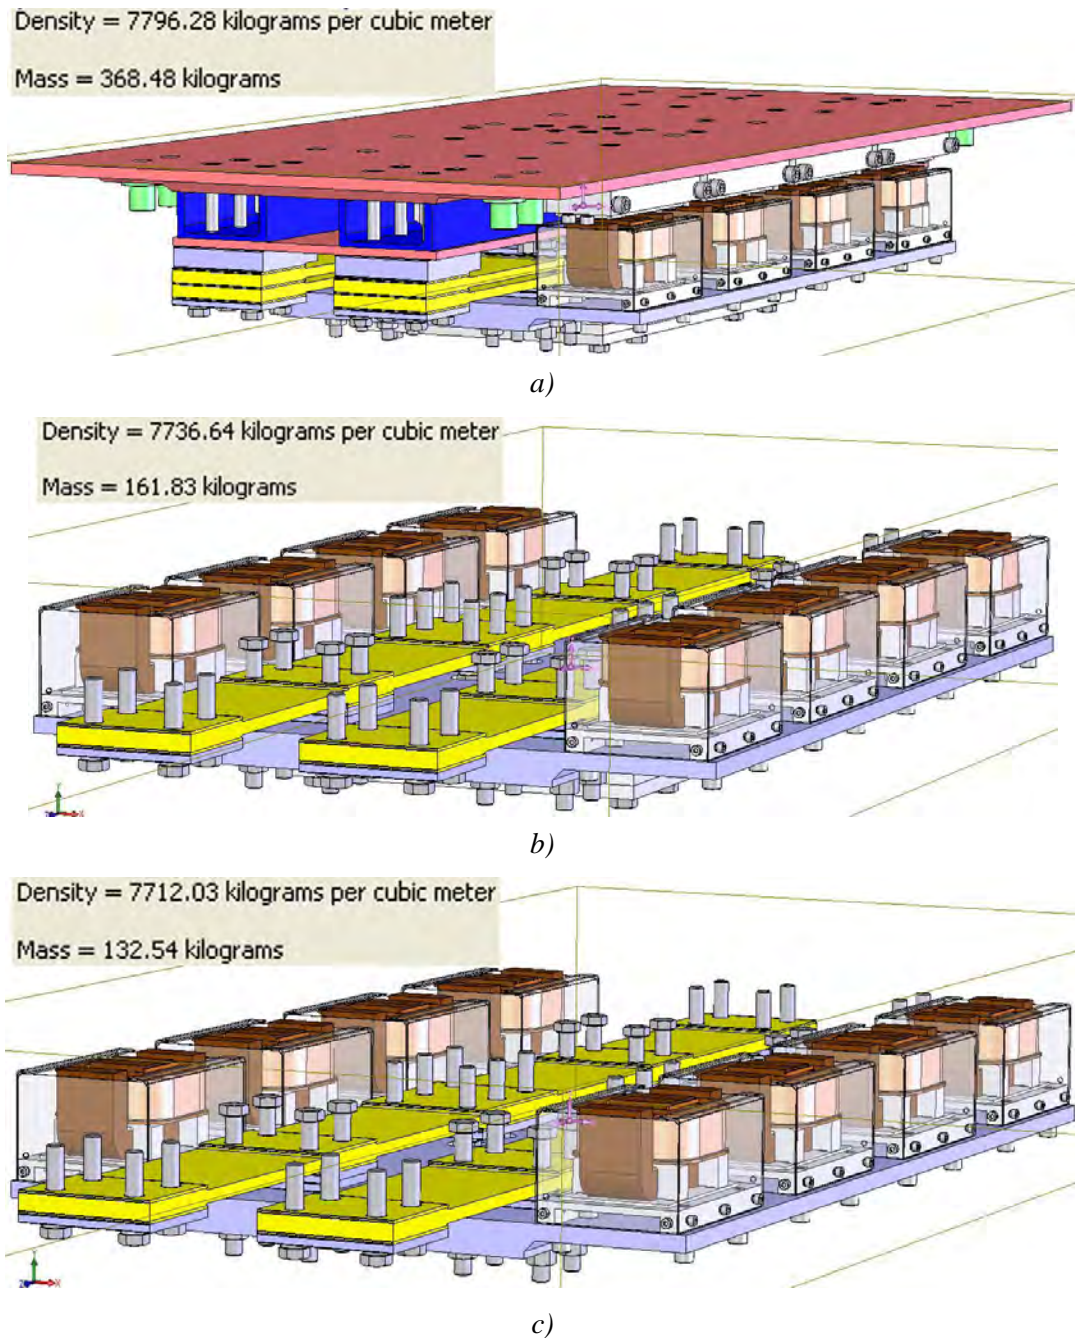 Density = 7796.28 kilograms per cubic meter
Mass = 368.48 kilograms
a)
Density = 7736.64 kilograms per cubic meter
Mass = 161.83 kilograms
b)
Density = 7712.03 kilograms per cubic meter
Mass = 132.54 kilograms
c)